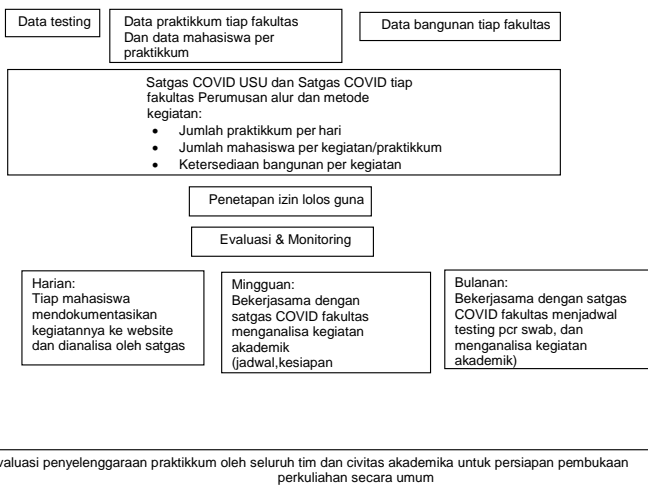 Data testing
Data praktikkum tiap fakultas
Dan data mahasiswa per
praktikkum
Data bangunan tiap fakultas
Satgas COVID USU dan Satgas COVID tiap
fakultas Perumusan alur dan metode
kegiatan:
• Jumlah praktikkum per hari
• Jumlah mahasiswa per kegiatan/praktikkum
• Ketersediaan bangunan per kegiatan
Penetapan izin lolos guna
Evaluasi & Monitoring
Harian:
Tiap mahasiswa
mendokumentasikan
kegiatannya ke website
dan dianalisa oleh satgas
Mingguan:
Bekerjasama dengan
satgas COVID fakultas
menganalisa kegiatan
akademik
(jadwal,kesiapan
Bulanan:
Bekerjasama dengan satgas
COVID fakultas menjadwal
testing pcr swab, dan
menganalisa kegiatan
akademik)
valuasi penyelenggaraan praktikkum oleh seluruh tim dan civitas akademika untuk persiapan pembukaan
perkuliahan secara umum